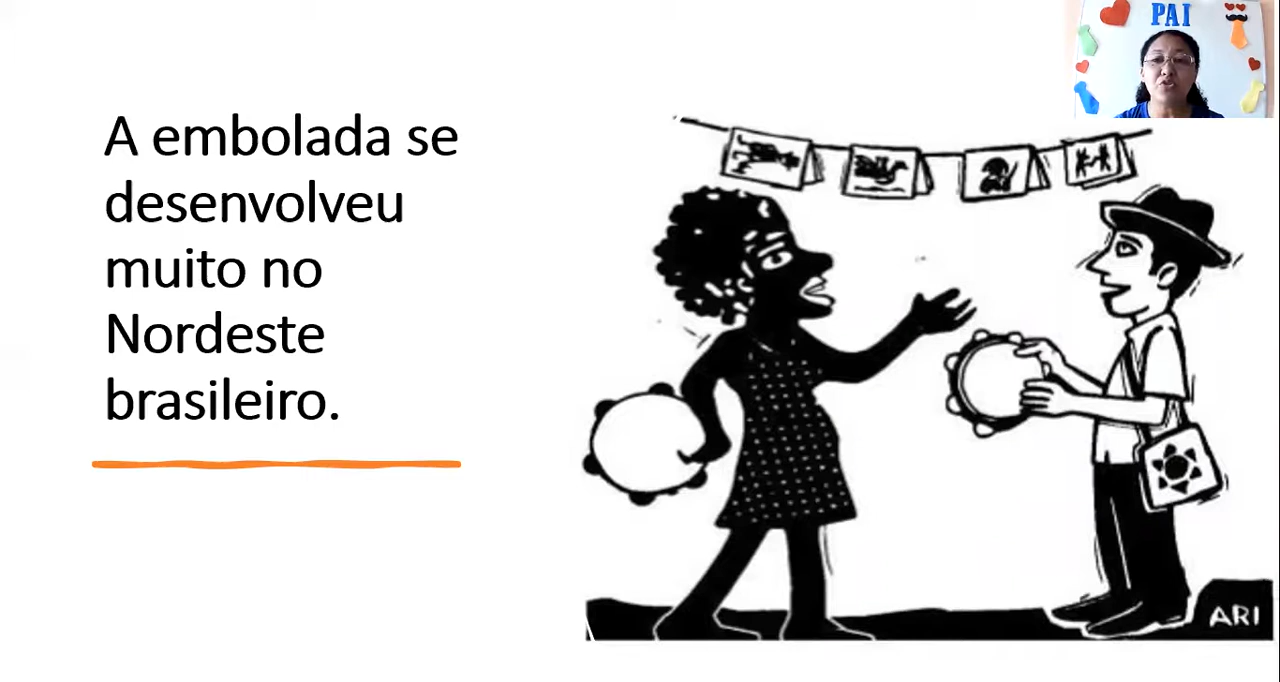 PAI
A embolada se
desenvolveu
muito no
Nordeste
brasileiro.
ARI